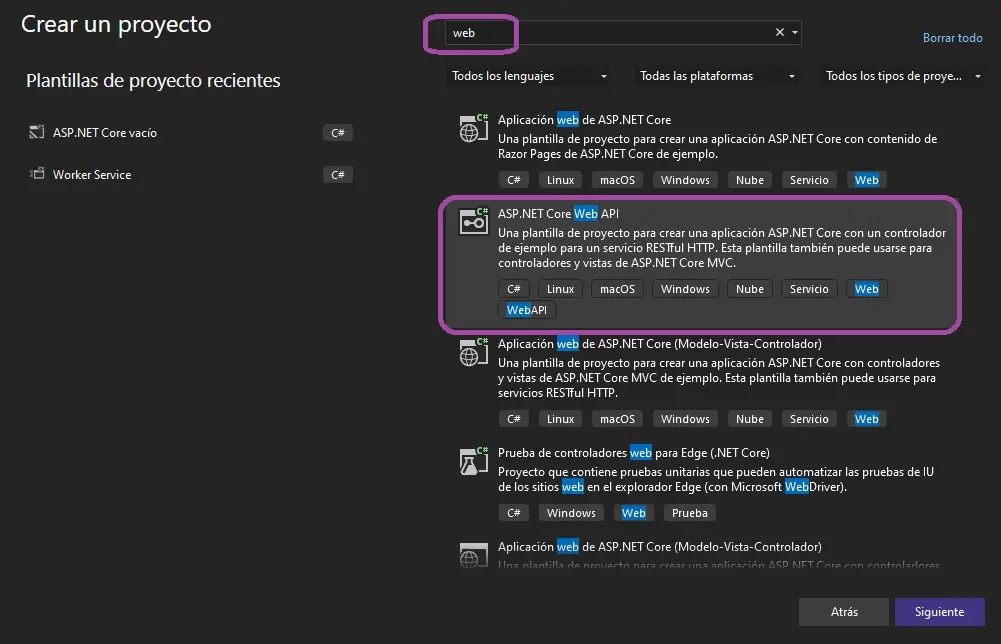 Crear un proyecto
web
Borrar todo
Plantillas de proyecto recientes
Todos los lenguajes
Todas las plataformas
Todos los tipos de proye...
ASP.NET Core vacío
C#
Worker Service
C#
C#
Aplicación web de ASP.NET Core
Una plantilla de proyecto para crear una aplicación ASP.NET Core con contenido de
Razor Pages de ASP.NET Core de ejemplo.
C# Linux macOS Windows Nube Servicio Web
C#
ASP.NET Core Web API
Una plantilla de proyecto para crear una aplicación ASP.NET Core con un controlador
de ejemplo para un servicio RESTful HTTP. Esta plantilla también puede usarse para
controladores y vistas de ASP.NET Core MVC.
C# Linux macOS Windows Nube Servicio Web
WebAPI
C#
Aplicación web de ASP.NET Core (Modelo-Vista-Controlador)
Una plantilla de proyecto para crear una aplicación ASP.NET Core con controladores
y vistas de ASP.NET Core MVC de ejemplo. Esta plantilla también puede usarse para
servicios RESTful HTTP.
C# Linux macOS Windows Nube Servicio Web
C#
Prueba de controladores web para Edge (.NET Core)
Proyecto que contiene pruebas unitarias que pueden automatizar las pruebas de IU
de los sitios web en el explorador Edge (con Microsoft WebDriver).
C# Windows Web Prueba
Aplicación web de ASP.NET Core (Modelo-Vista-Controlador)
Una plantilla de proyecto para crear una aplicación ASP.NET Core con controladores
Atrás
Siguiente